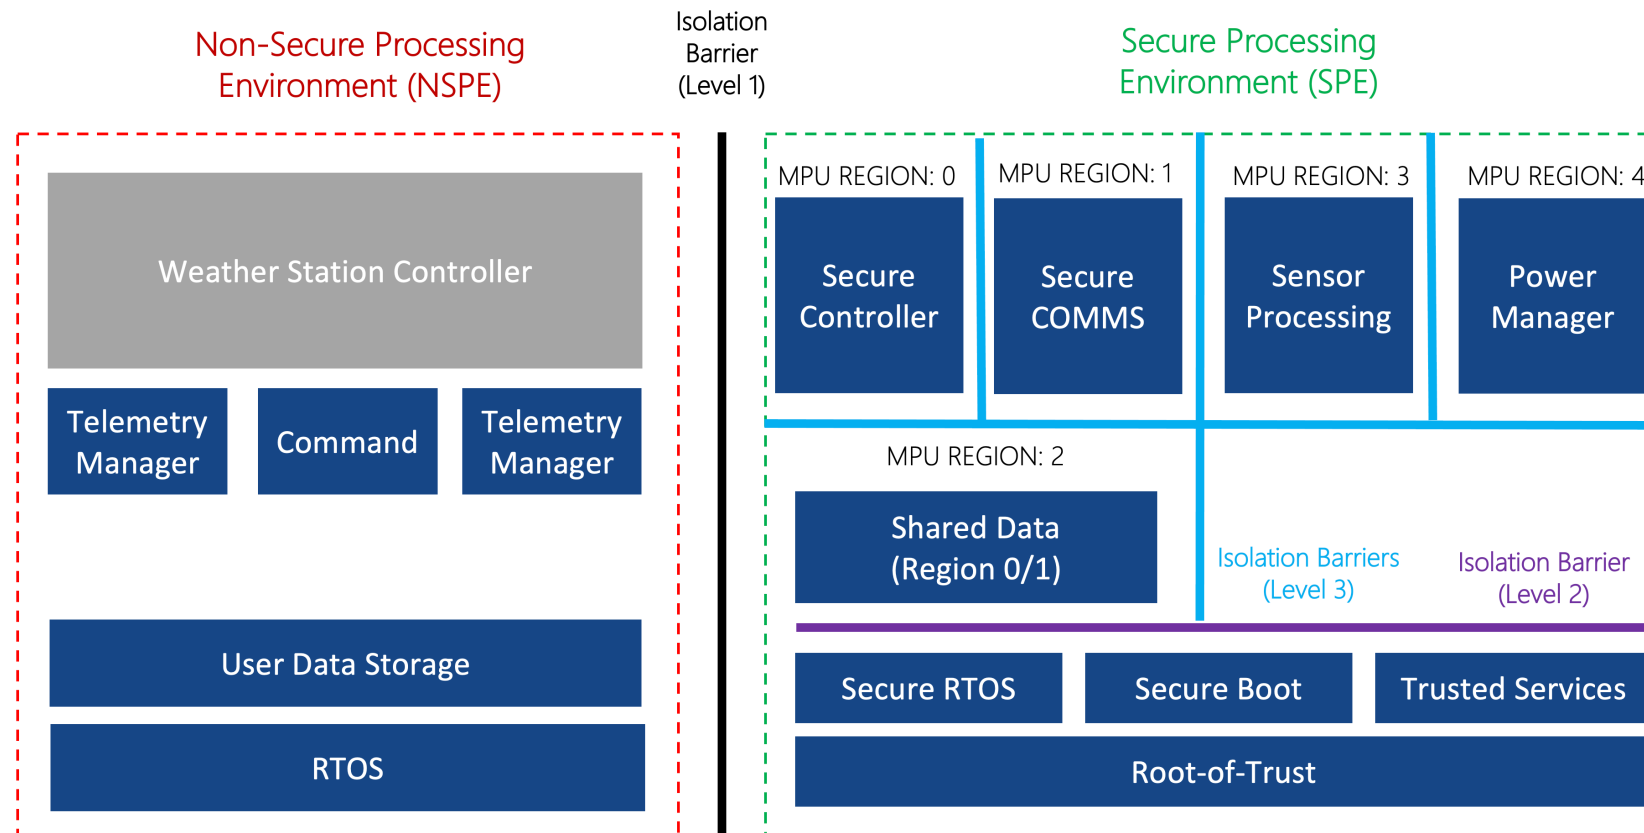 Non-Secure Processing
Environment (NSPE)
Isolation
Barrier
(Level 1)
Secure Processing
Environment (SPE)
Weather Station Controller
Telemetry
Manager
Command
Telemetry
Manager
User Data Storage
RTOS
MPU REGION: 0
MPU REGION: 1
MPU REGION: 3
MPU REGION: 4
Secure
Controller
Secure
COMMS
Sensor
Processing
Power
Manager
MPU REGION: 2
Shared Data
(Region 0/1)
Isolation Barriers
(Level 3)
Isolation Barrier
(Level 2)
Secure RTOS
Secure Boot
Trusted Services
Root-of-Trust